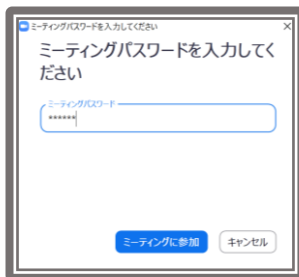 ミーティングパスワードを入力してください
ミーティングパスワードを入力してく
ださい
ミーティングパスワード
******
ミーティングに参加
キャンセル